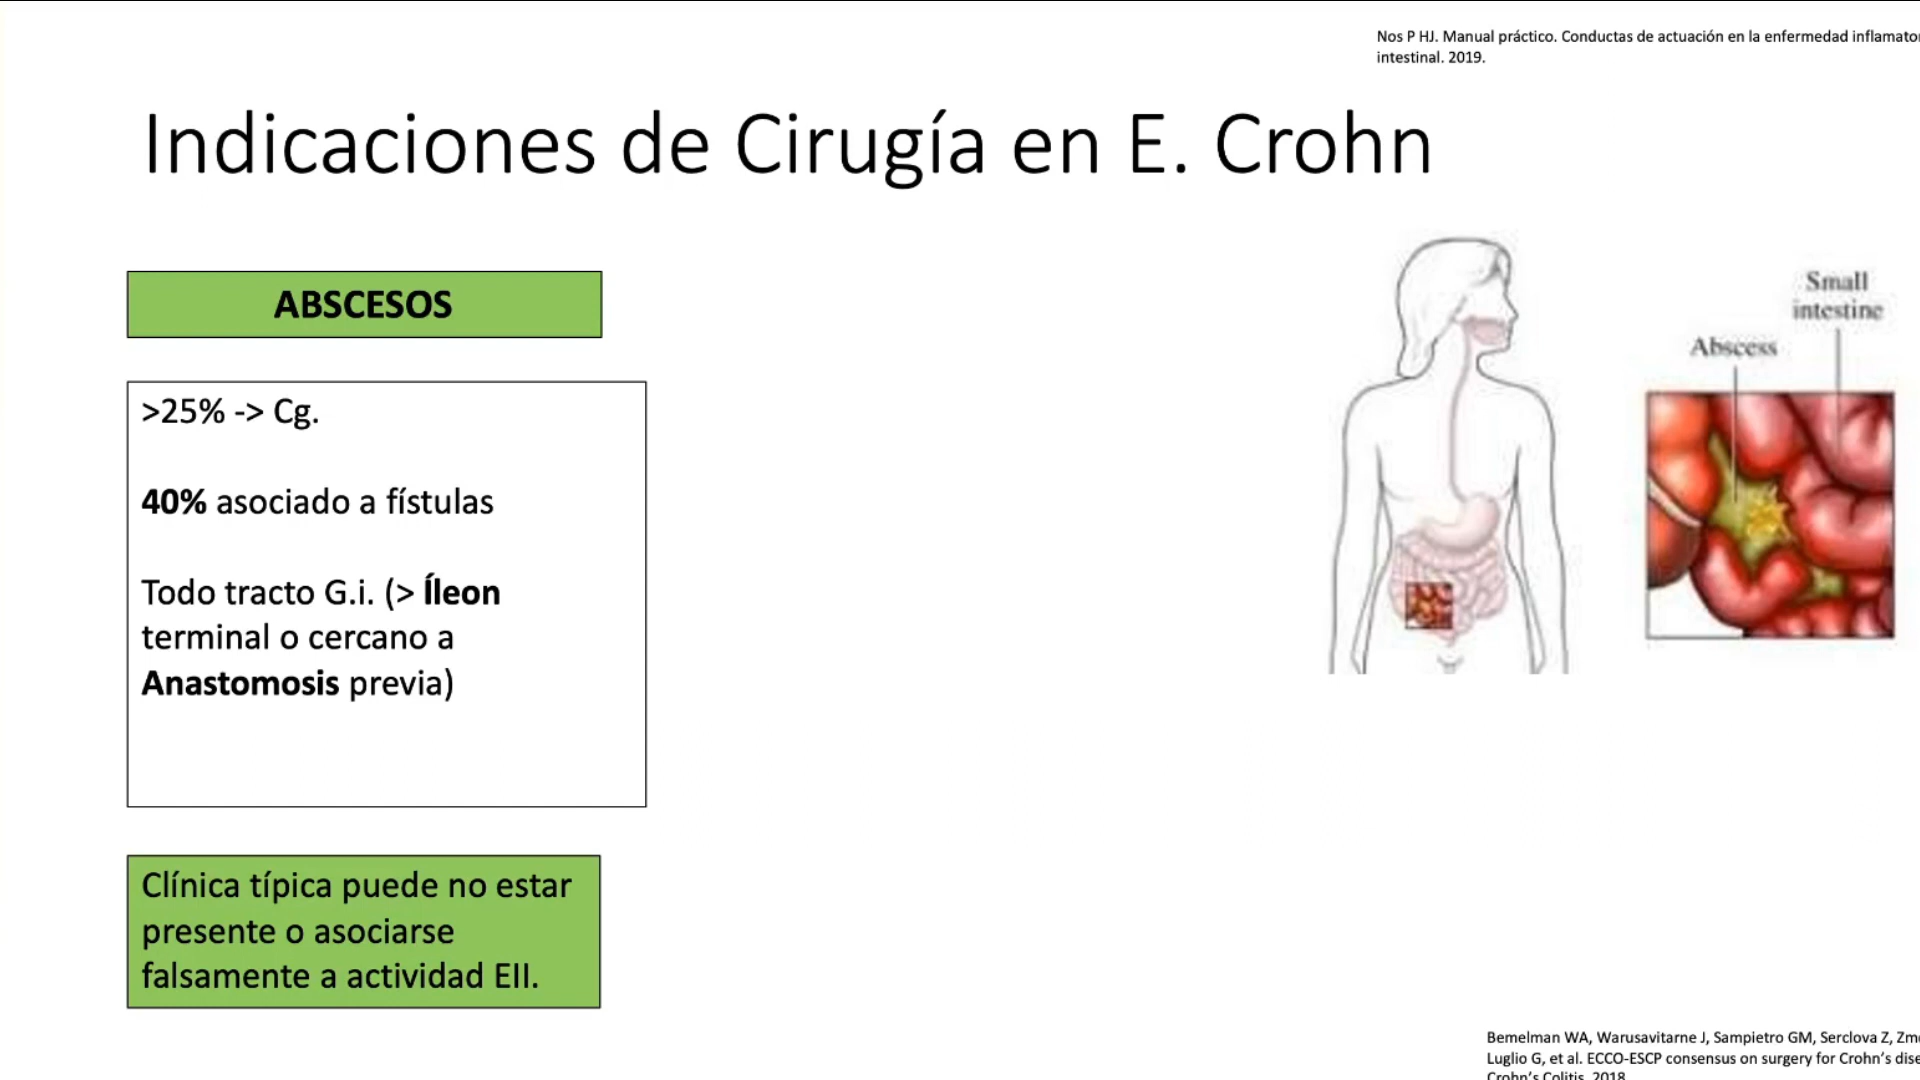 Nos P HJ. Manual práctico. Conductas de actuación en la enfermedad
intestinal. 2019.
Indicaciones de Cirugía en E. Crohn
ABSCESOS
>25% -> Cg.
40% asociado a fístulas
Todo tracto G.i. (> Íleon
terminal o cercano a
Anastomosis previa)
Clínica típica puede no estar
presente o asociarse
falsamente a actividad EII.
Small
intestine
Abscess
Bemelman WA, Warusavitarne J, Sampietro GM, Serclova Z,
Luglio G, et al. ECCO-ESCP consensus on surgery for Crohn's
Crohn's Colitis. 2018